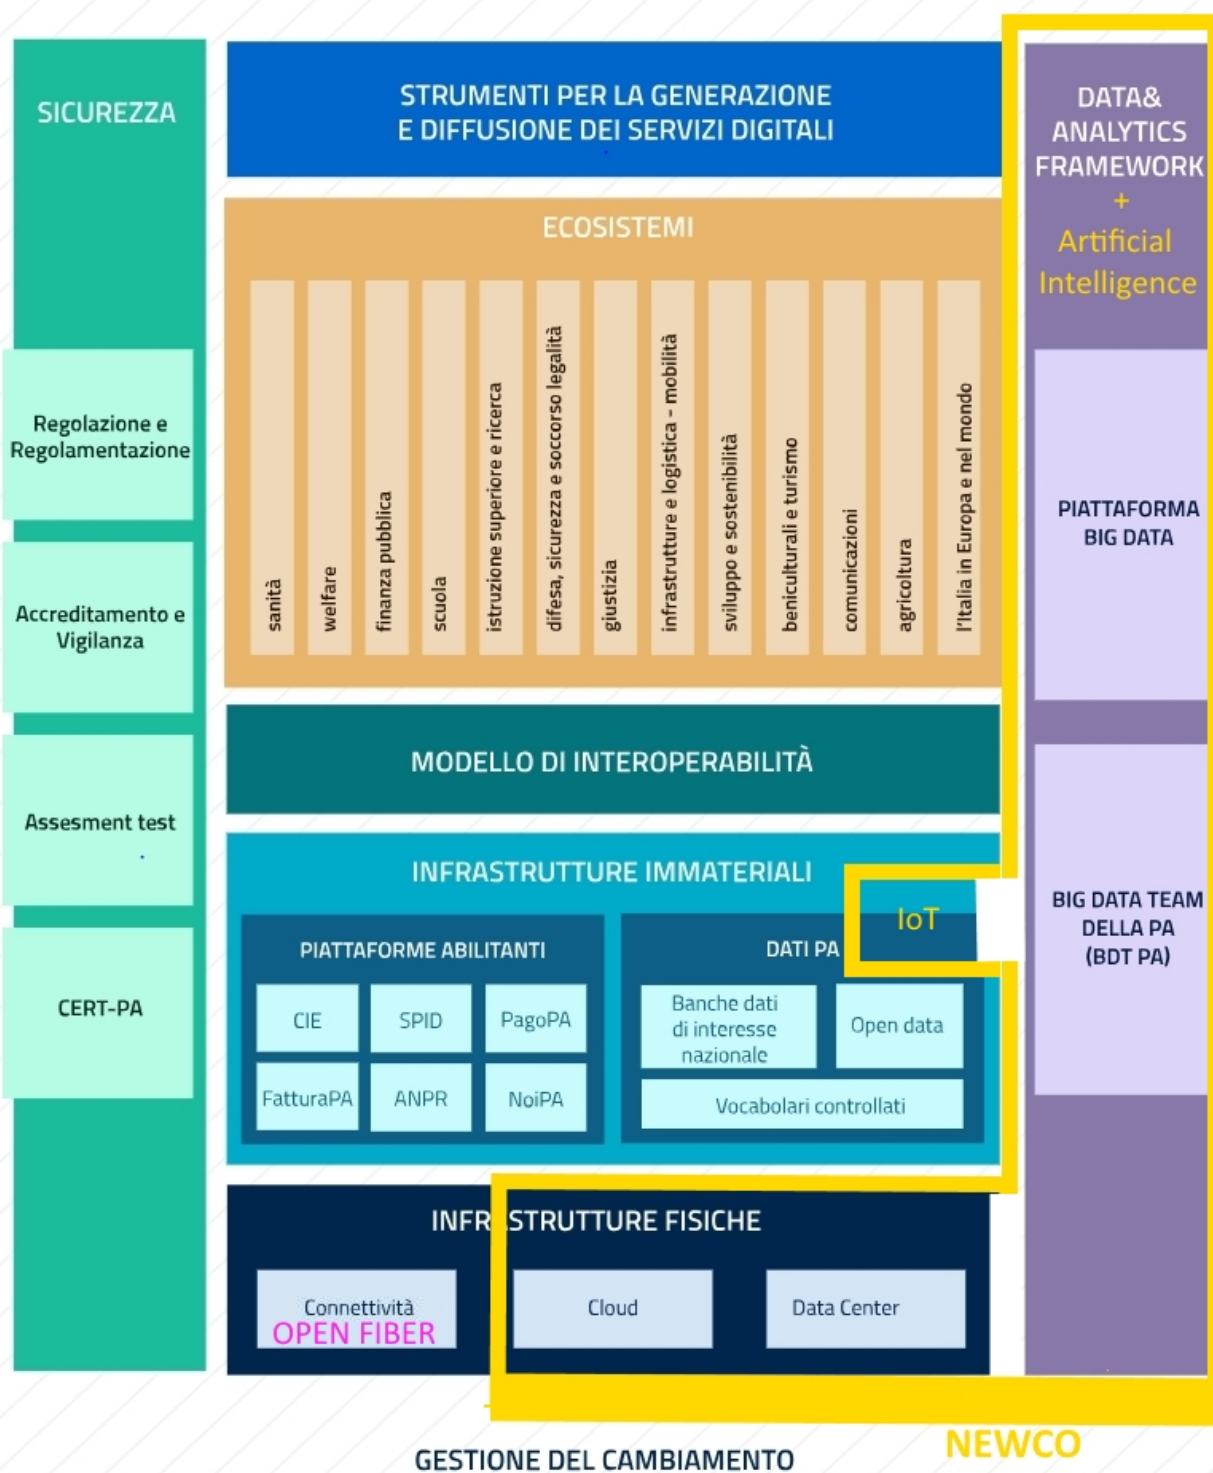 SICUREZZA
Regolazione e
Regolamentazione
Accreditamento e
Vigilanza
Assesment test
CERT-PA
STRUMENTI PER LA GENERAZIONE
E DIFFUSIONE DEI SERVIZI DIGITALI
ECOSISTEMI
sanità
welfare
finanza pubblica
scuola
istruzione superiore e ricerca
difesa, sicurezza e soccorso legalità
giustizia
infrastrutture e logistica - mobilità
sviluppo e sostenibilità
beniculturali e turismo
comunicazioni
agricoltura
l'Italia in Europa e nel mondo
MODELLO DI INTEROPERABILITÀ
INFRASTRUTTURE IMMATERIALI
PIATTAFORME ABILITANTI
CIE
SPID
PagoPA
FatturaPA
ANPR
NoiPA
DATI PA
IoT
Banche dati
di interesse
nazionale
Open data
Vocabolari controllati
INFRASTRUTTURE FISICHE
Connettività
OPEN FIBER
Cloud
Data Center
DATA&
ANALYTICS
FRAMEWORK
+
Artificial
Intelligence
PIATTAFORMA
BIG DATA
BIG DATA TEAM
DELLA PA
(BDT PA)
NEWCO
GESTIONE DEL CAMBIAMENTO